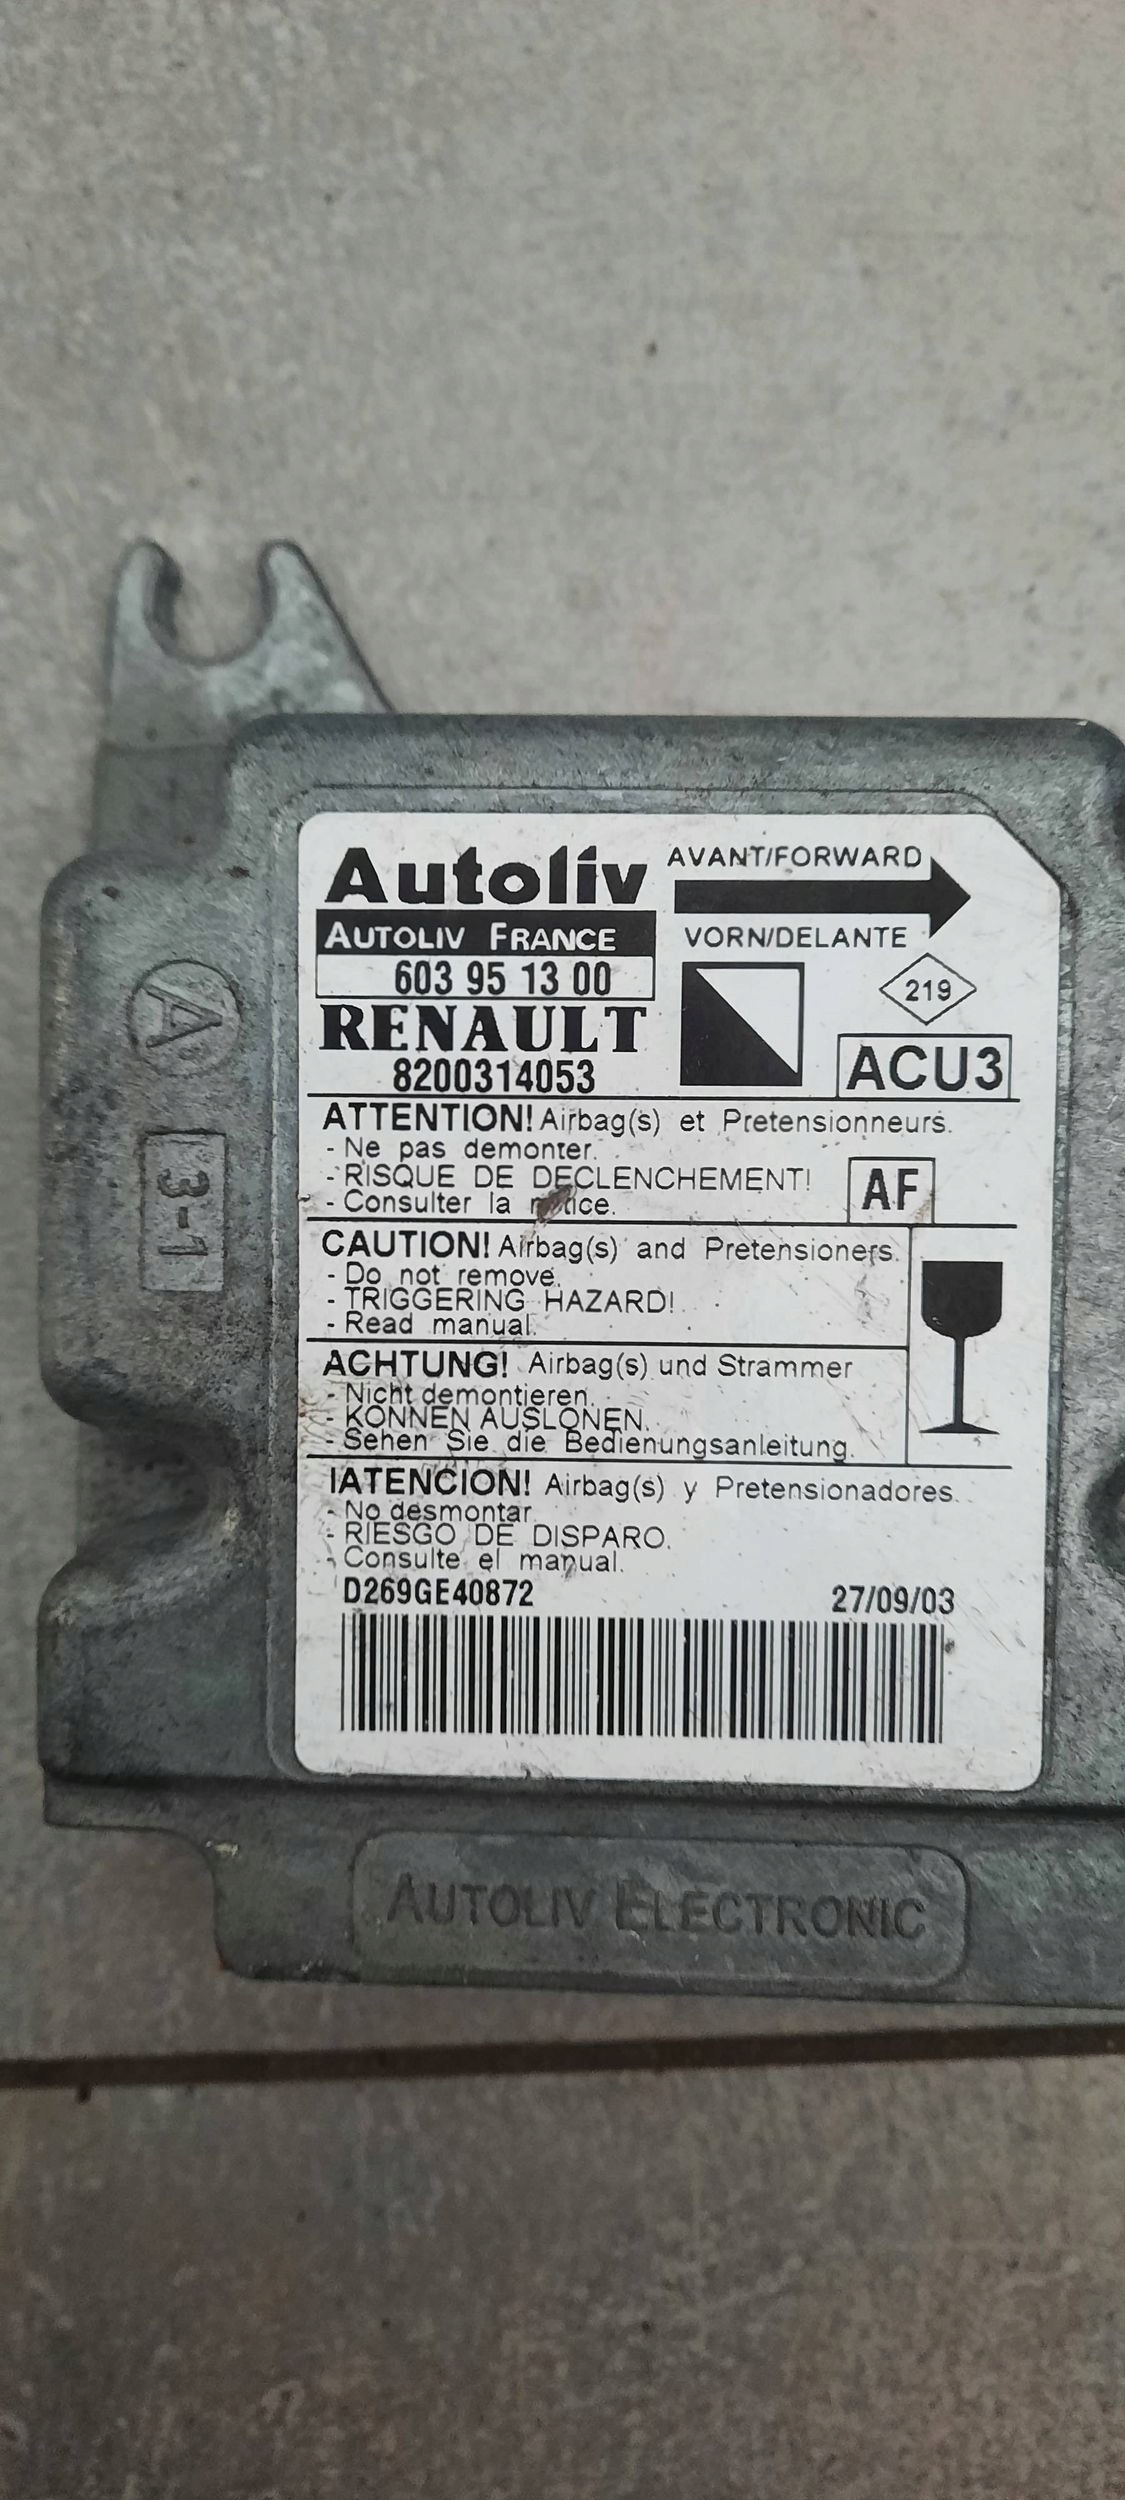 Autoliv
AUTOLIV FRANCE
603 95 13 00
RENAULT
8200314053
AVANT/FORWARD
VORN/DELANTE
219
ACU3
ATTENTION! Airbag(s) et Pretensionneurs.
- Ne pas demonter.
- RISQUE DE DECLENCHEMENT!
- Consulter la notice.
AF
CAUTION! Airbag(s) and Pretensioners.
- Do not remove.
- TRIGGERING HAZARD!
- Read manual.
ACHTUNG! Airbag(s) und Strammer
- Nicht demontieren.
- KONNEN AUSLONEN.
- Sehen Sie die Bedienungsanleitung.
IATENCION! Airbag(s) y Pretensionadores.
- No desmontar
- RIESGO DE DISPARO.
- Consulte el manual.
D269GE40872 27/09/03
A
3-1
AUTOLIV ELECTRONIC